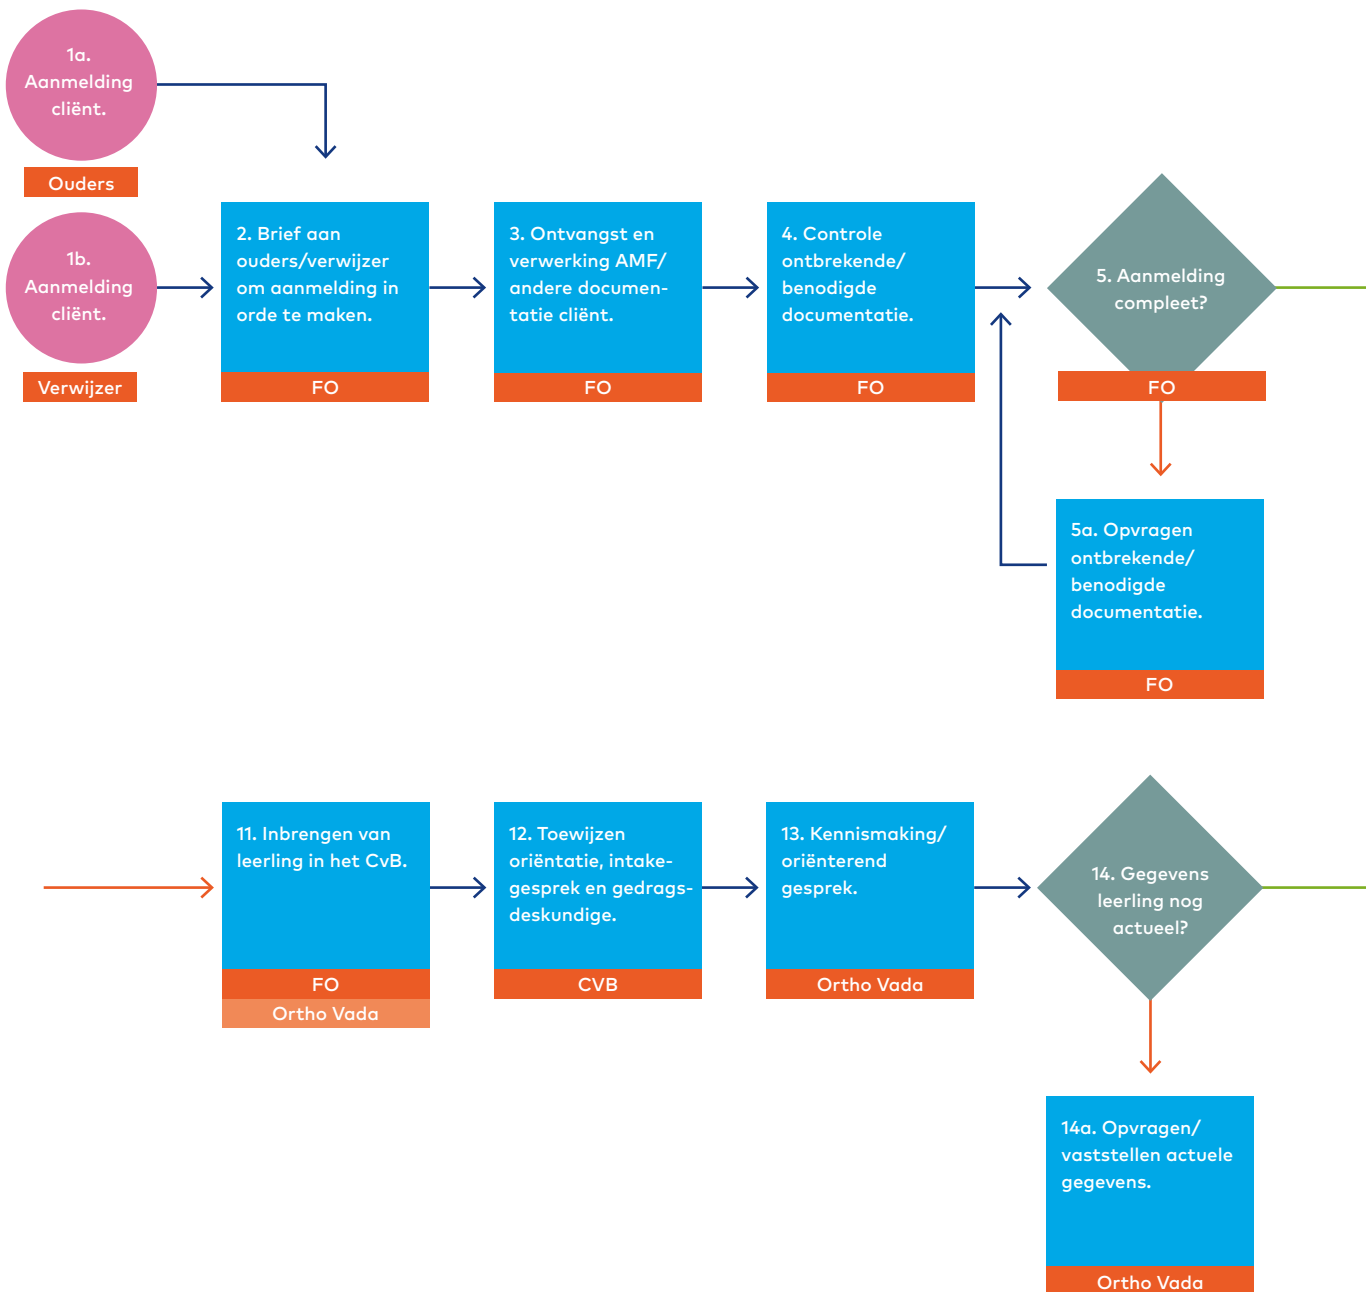 1a.
Aanmelding
cliënt.
Ouders
1b.
Aanmelding
cliënt.
Verwijzer
2. Brief aan
ouders/verwijzer
om aanmelding in
orde te maken.
FO
3. Ontvangst en
verwerking AMF/
andere documen-
tatie cliënt.
FO
4. Controle
ontbrekende/
benodigde
documentatie.
FO
5. Aanmelding
compleet?
FO
5a. Opvragen
ontbrekende/
benodigde
documentatie.
FO
11. Inbrengen van
leerling in het CvB.
FO
Ortho Vada
12. Toewijzen
oriëntatie, intake-
gesprek en gedrags-
deskundige.
CVB
13. Kennismaking/
oriënterend
gesprek.
Ortho Vada
14. Gegevens
leerling nog
actueel?
14a. Opvragen/
vaststellen actuele
gegevens.
Ortho Vada